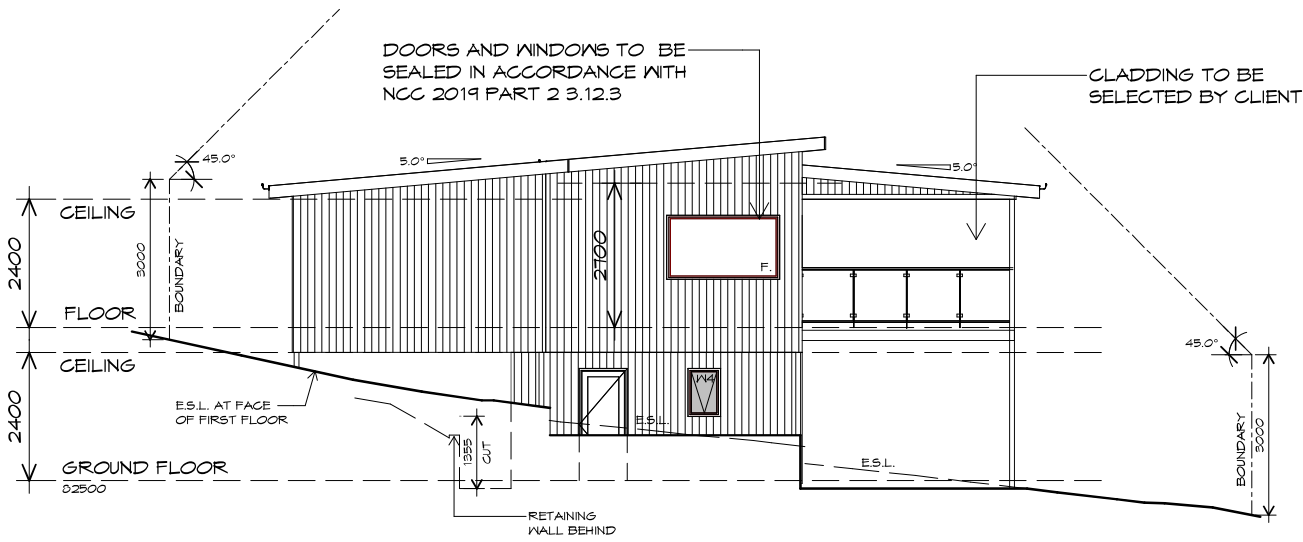 DOORS AND WINDOWS TO BE
SEALED IN ACCORDANCE WITH
NCC 2019 PART 2 3.12.3
CLADDING TO BE
SELECTED BY CLIENT
45.0°
5.0°
5.0°
CEILING
2400
3000
BOUNDARY
2700
F.
FLOOR
45.0°
CEILING
2400
E.S.L. AT FACE
OF FIRST FLOOR
W4
E.S.L.
1355
CUT
E.S.L.
BOUNDARY
3000
GROUND FLOOR
82500
RETAINING
WALL BEHIND